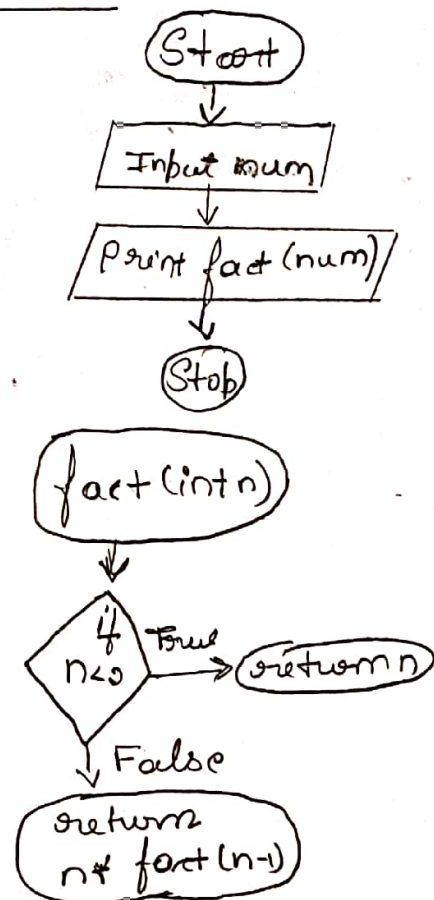 Start
Input num
Print fact (num)
Stop
fact (int n)
if
n<0
True
return n
False
return
n* fact (n-1)